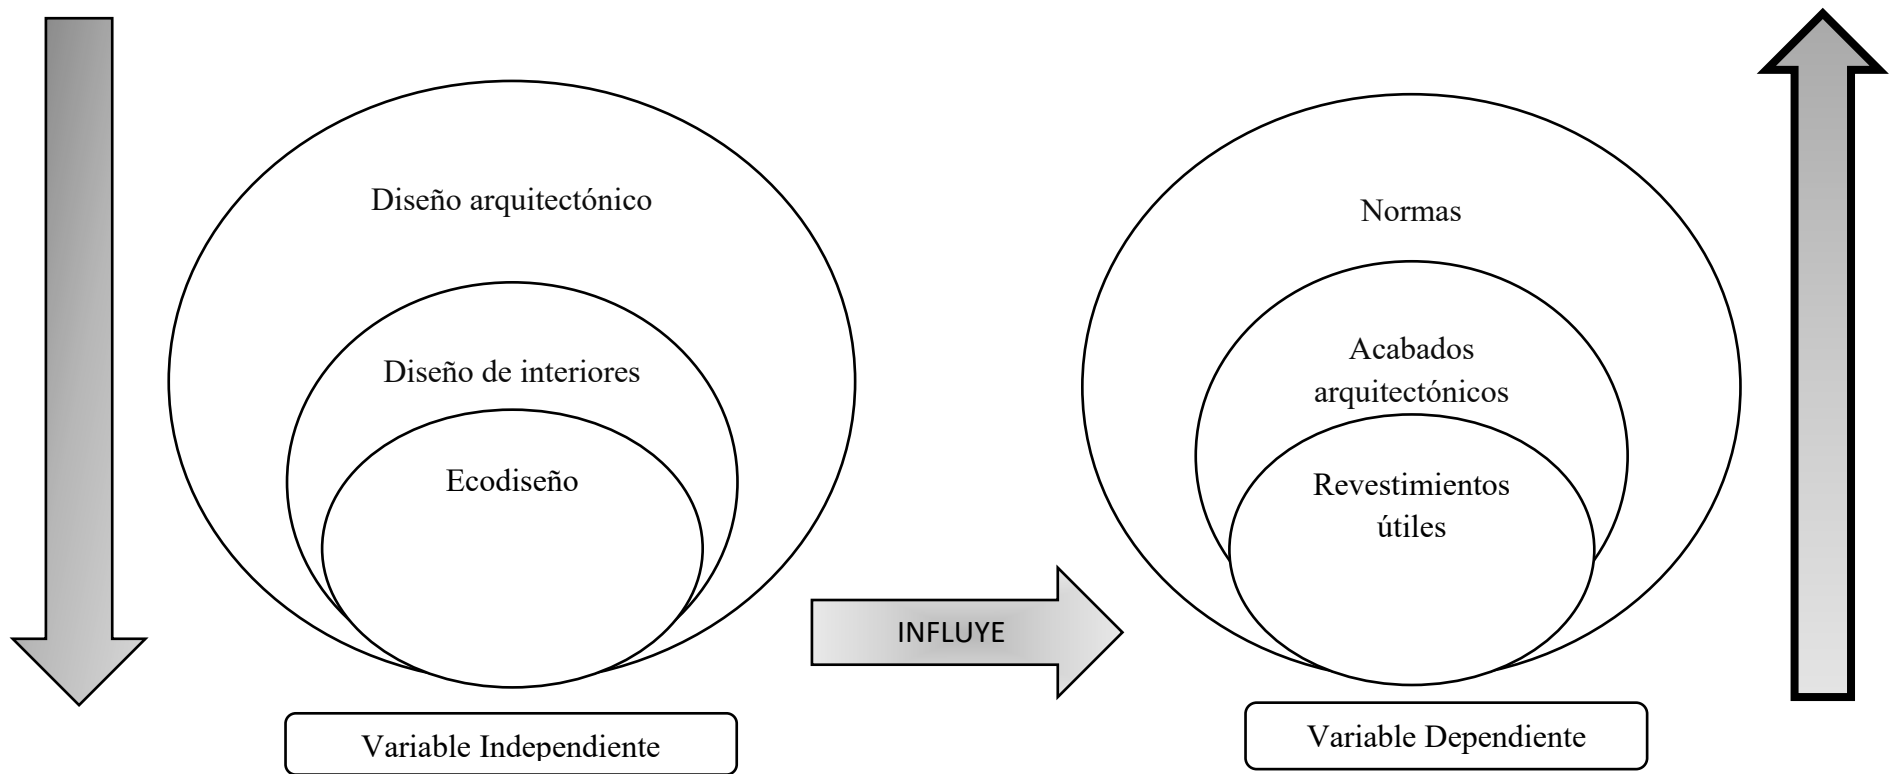 Diseño arquitectónico
Diseño de interiores
Ecodiseño
Variable Independiente
INFLUYE
Normas
Acabados
arquitectónicos
Revestimientos
útiles
Variable Dependiente